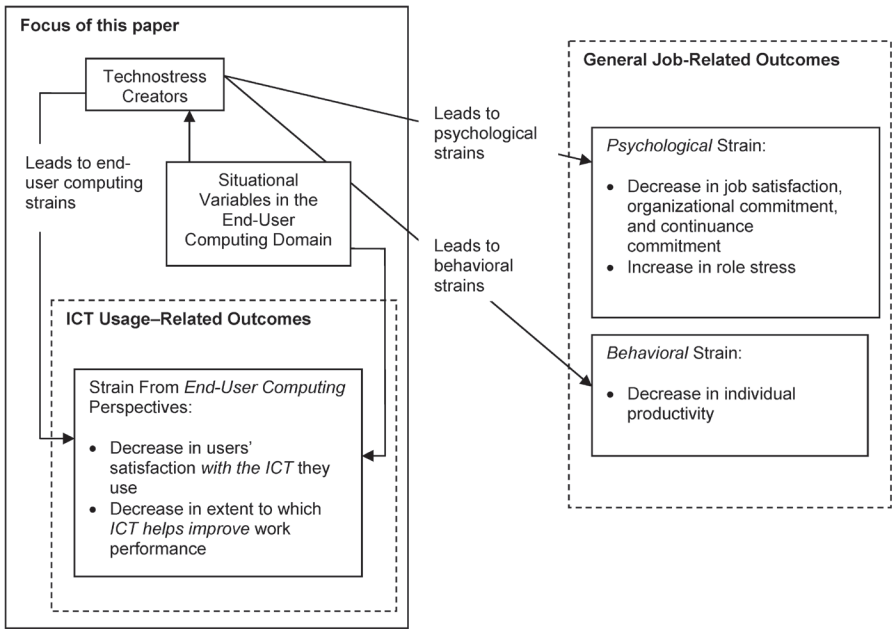 Focus of this paper
Technostress
Creators
Leads to end-
user computing
strains
Situational
Variables in the
End-User
Computing Domain
ICT Usage–Related Outcomes
Strain From End-User Computing
Perspectives:
• Decrease in users’
satisfaction with the ICT they
use
• Decrease in extent to which
ICT helps improve work
performance
Leads to
psychological
strains
Leads to
behavioral
strains
General Job-Related Outcomes
Psychological Strain:
• Decrease in job satisfaction,
organizational commitment,
and continuance
commitment
• Increase in role stress
Behavioral Strain:
• Decrease in individual
productivity